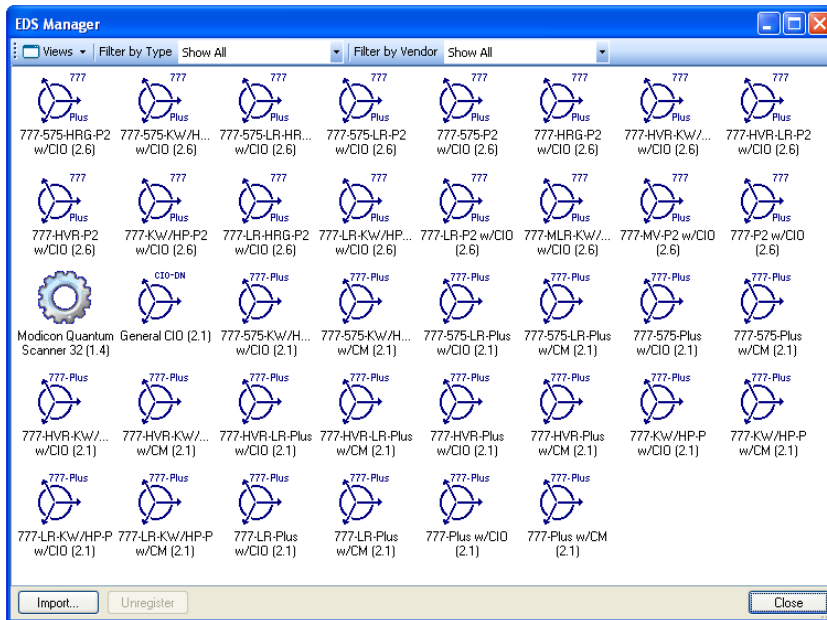 EDS Manager
Views Filter by Type Show All Filter by Vendor Show All
777 777 777 777 777 777 777 777
Plus Plus Plus Plus Plus Plus Plus Plus
777-575-HRG-P2 777-575-KW/H... 777-575-LR-HR... 777-575-LR-P2 777-575-P2 777-HRG-P2 777-HVR-KW/... 777-HVR-LR-P2
w/CIO (2.6) w/CIO (2.6) w/CIO (2.6) w/CIO (2.6) w/CIO (2.6) w/CIO (2.6) w/CIO (2.6) w/CIO (2.6)
777 777 777 777 777 777 777 777
Plus Plus Plus Plus Plus Plus Plus Plus
777-HVR-P2 777-KW/HP-P2 777-LR-HRG-P2 777-LR-KW/HP... 777-LR-P2 w/CIO 777-MLR-KW/... 777-MV-P2 w/CIO 777-P2 w/CIO
w/CIO (2.6) w/CIO (2.6) w/CIO (2.6) w/CIO (2.6) (2.6) w/CIO (2.6) (2.6) (2.6)
CIO-DN 777-Plus 777-Plus 777-Plus 777-Plus 777-Plus 777-Plus
Modicon Quantum General CIO (2.1) 777-575-KW/H... 777-575-KW/H... 777-575-LR-Plus 777-575-LR-Plus 777-575-Plus 777-575-Plus
Scanner 32 (1.4) w/CIO (2.1) w/CM (2.1) w/CIO (2.1) w/CM (2.1) w/CIO (2.1) w/CM (2.1)
777-Plus 777-Plus 777-Plus 777-Plus 777-Plus 777-Plus 777-Plus 777-Plus
777-HVR-KW/... 777-HVR-KW/... 777-HVR-LR-Plus 777-HVR-LR-Plus 777-HVR-Plus 777-HVR-Plus 777-KW/HP-P 777-KW/HP-P
w/CIO (2.1) w/CM (2.1) w/CIO (2.1) w/CM (2.1) w/CIO (2.1) w/CM (2.1) w/CIO (2.1) w/CM (2.1)
777-Plus 777-Plus 777-Plus 777-Plus 777-Plus 777-Plus
777-LR-KW/HP-P 777-LR-KW/HP-P 777-LR-Plus 777-LR-Plus 777-Plus w/CIO 777-Plus w/CM
w/CIO (2.1) w/CM (2.1) w/CIO (2.1) w/CM (2.1) (2.1) (2.1)
Import... Unregister Close